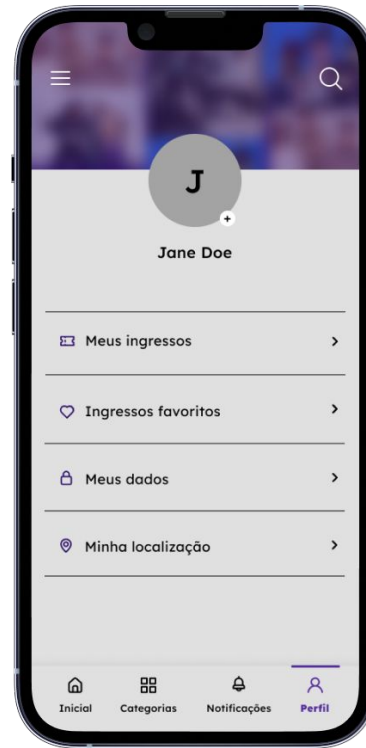 J
Jane Doe
Meus ingressos
Ingressos favoritos
Meus dados
Minha localização
Inicial
Categorias
Notificações
Perfil